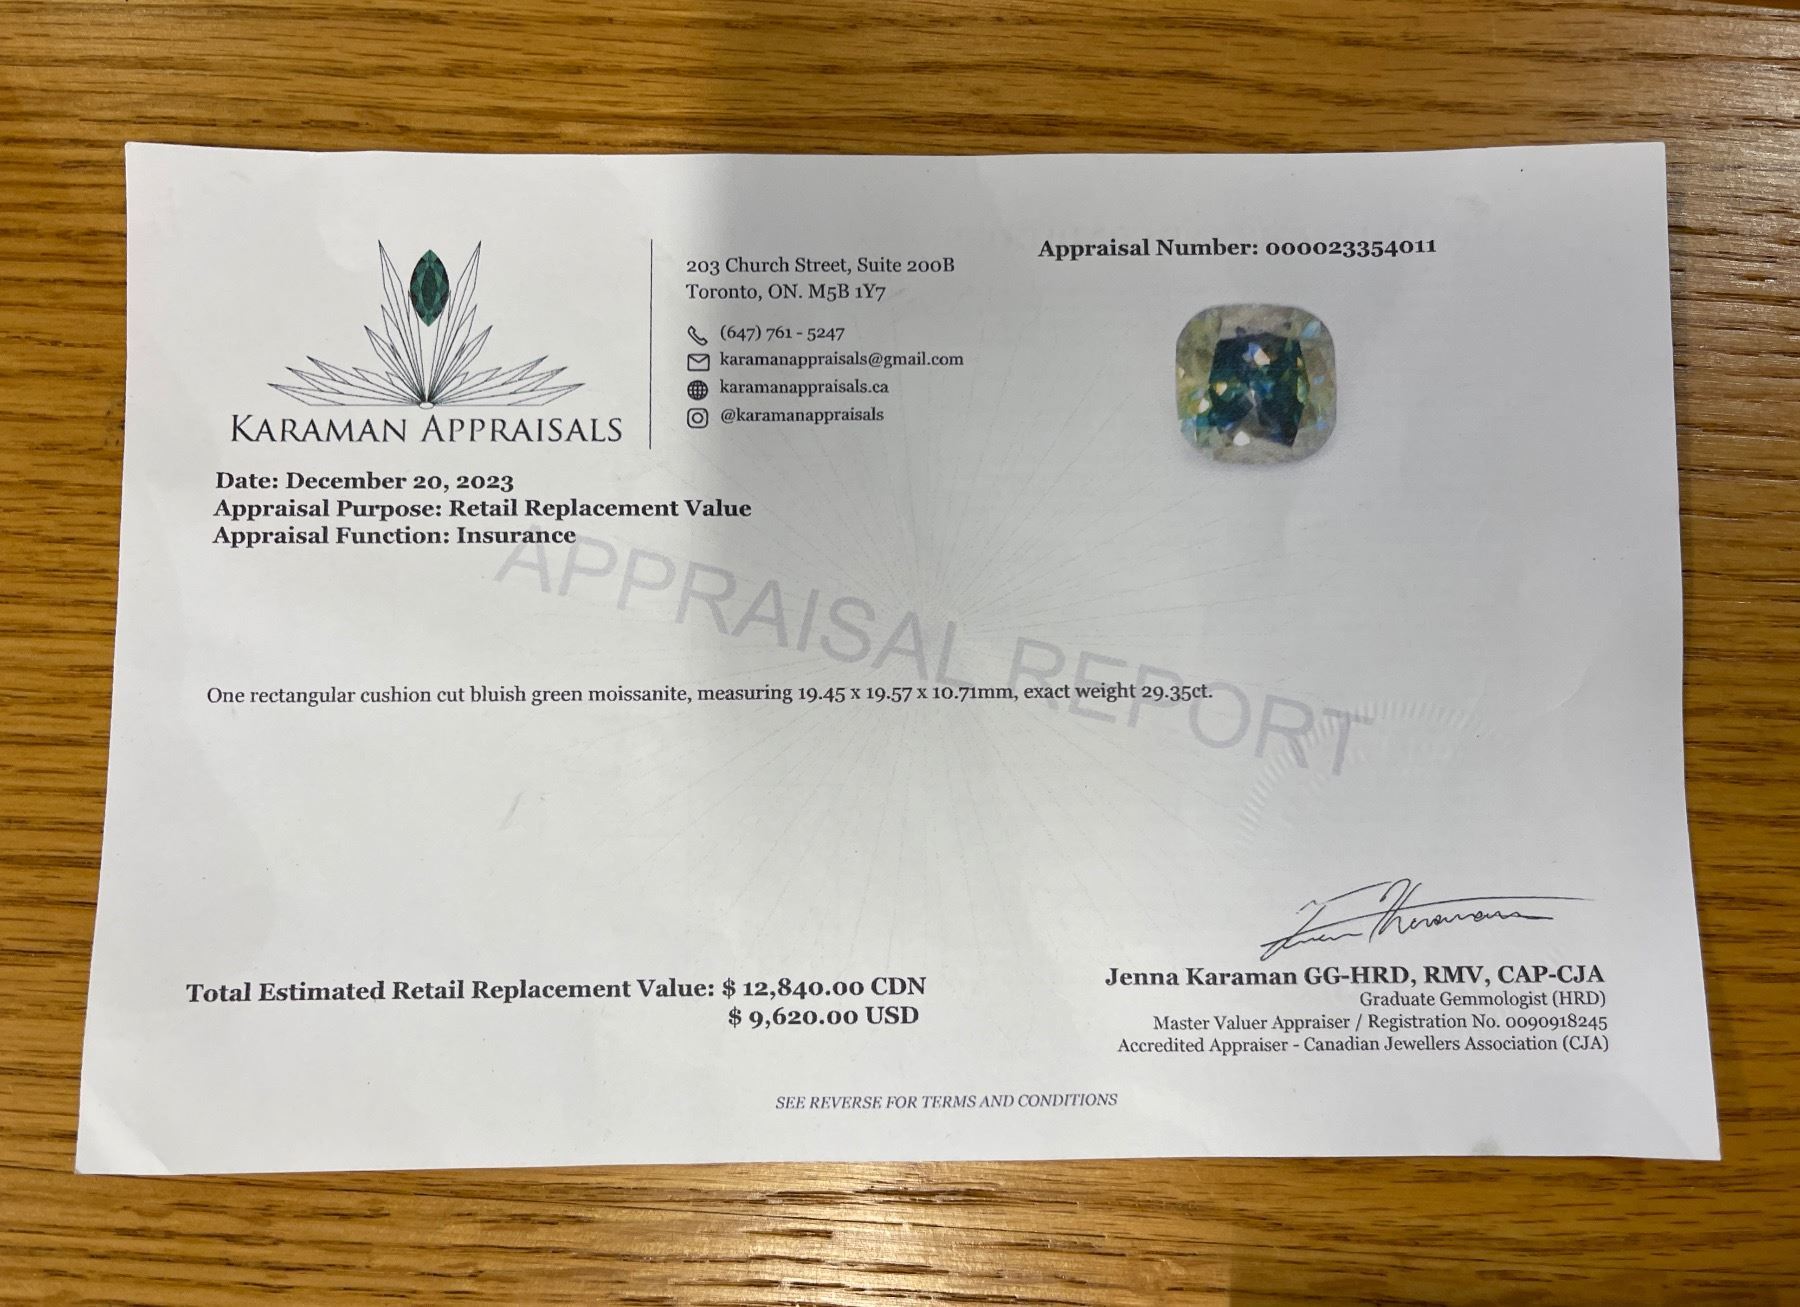 KARAMAN APPRAISALS
203 Church Street, Suite 200B
Toronto, ON. M5B 1Y7
(647) 761 - 5247
karamanappraisals@gmail.com
karamanappraisals.ca
@karamanappraisals
Appraisal Number: 000023354011
Date: December 20, 2023
Appraisal Purpose: Retail Replacement Value
Appraisal Function: Insurance
APPRAISAL REPORT
One rectangular cushion cut bluish green moissanite, measuring 19.45 x 19.57 x 10.71mm, exact weight 29.35ct.
Total Estimated Retail Replacement Value: $ 12,840.00 CDN
$ 9,620.00 USD
Jenna Karaman GG-HRD, RMV, CAP-CJA
Graduate Gemmologist (HRD)
Master Valuer Appraiser / Registration No. 0090918245
Accredited Appraiser - Canadian Jewellers Association (CJA)
SEE REVERSE FOR TERMS AND CONDITIONS